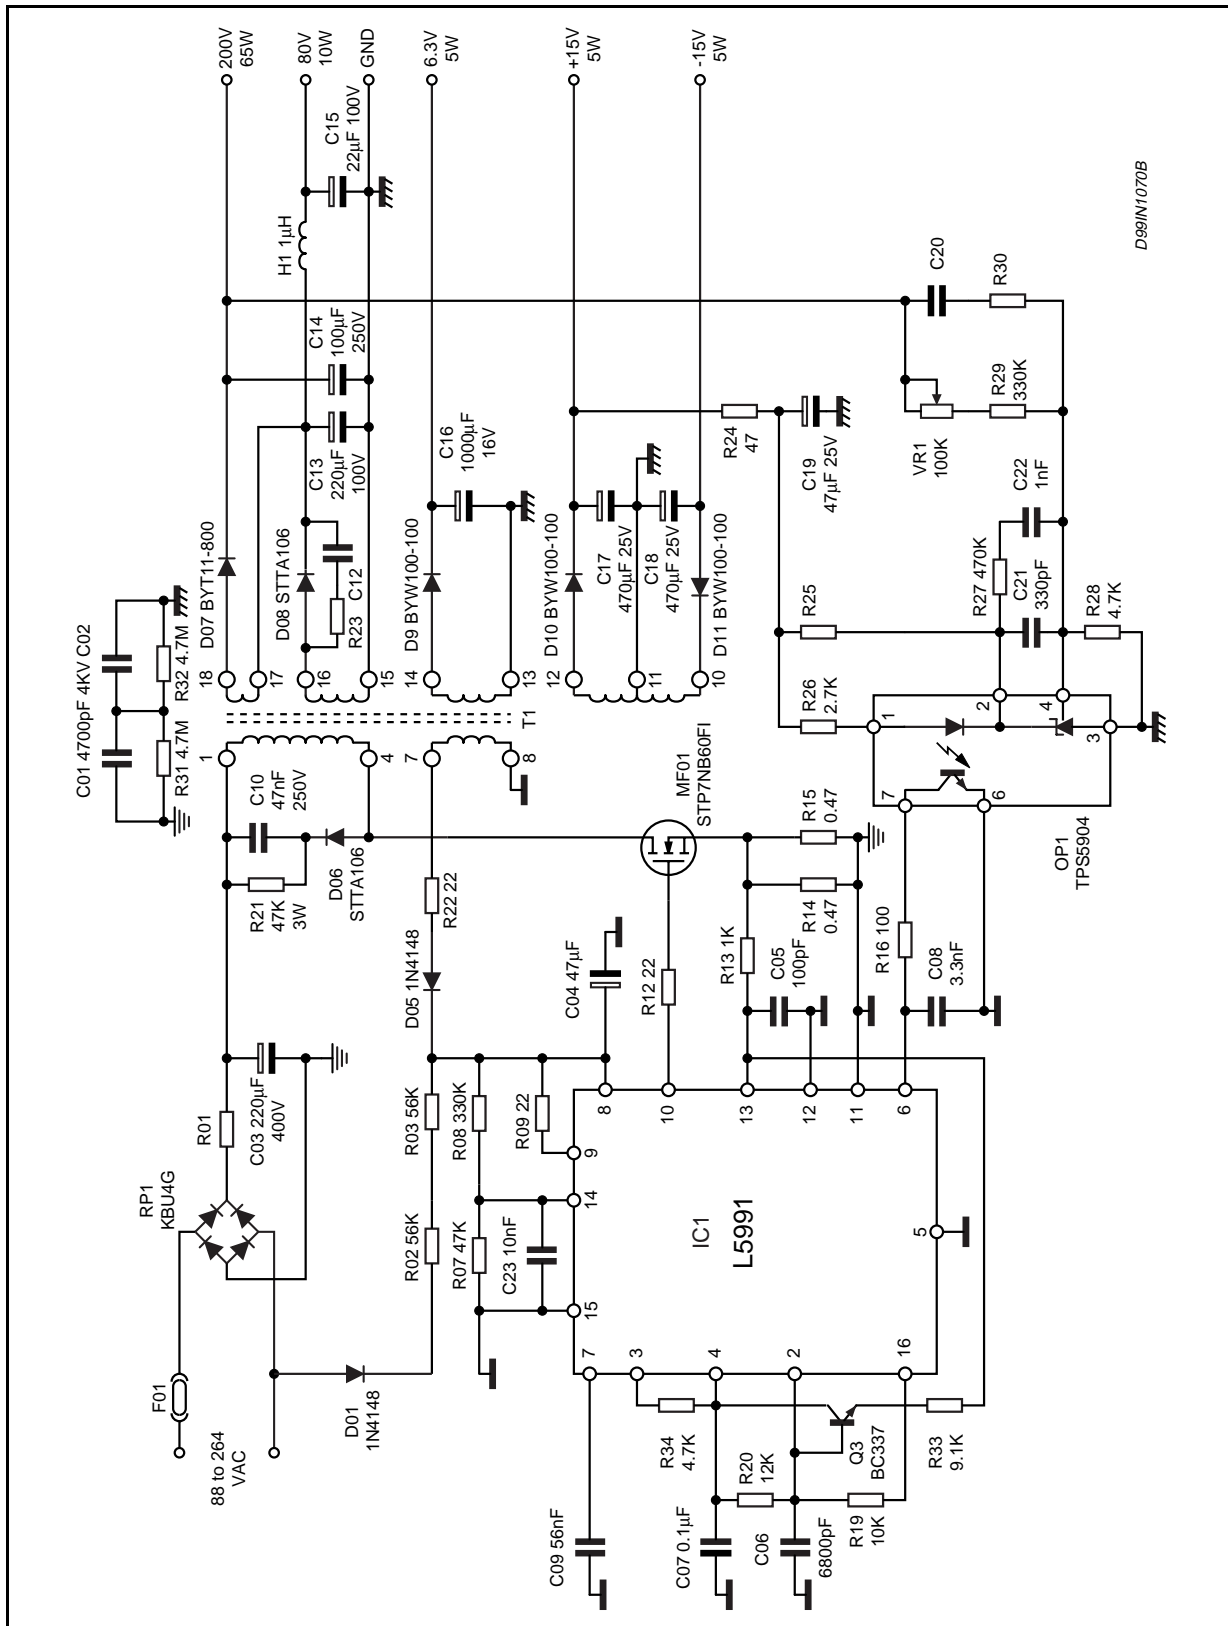 88 to 264
VAC
F01
RP1
KBU4G
R01
C03 220µF
400V
D01
1N4148
C01 4700pF 4KV C02
R31 4.7M
R32 4.7M
R21
47K
3W
C10
47nF
250V
D06
STTA106
1
4
7
8
T1
18
17
16
15
14
13
12
11
10
D07 BYT11-800
D08 STTA106
R23
C12
C13
220µF
100V
C14
100µF
250V
H1 1µH
C15
22µF 100V
200V
65W
80V
10W
GND
D9 BYW100-100
C16
1000µF
16V
6.3V
5W
D10 BYW100-100
C17
470µF 25V
C18
470µF 25V
D11 BYW100-100
+15V
5W
-15V
5W
R02 56K
R03 56K
D05 1N4148
R22 22
R07 47K
R08 330K
C23 10nF
R09 22
C04 47µF
R12 22
MF01
STP7NB60FI
R13 1K
C05
100pF
R14
0.47
R15
0.47
R16 100
C08
3.3nF
IC1
L5991
15
14
9
8
10
13
12
11
6
5
7
3
4
2
16
C09 56nF
R34
4.7K
C07 0.1µF
R20
12K
C06
6800pF
R19
10K
Q3
BC337
R33
9.1K
OP1
TPS5904
7
6
1
2
4
3
R24
47
C19
47µF 25V
R26
2.7K
R25
R27 470K
C21
330pF
C22
1nF
R28
4.7K
VR1
100K
R29
330K
C20
R30
D99IN1070B